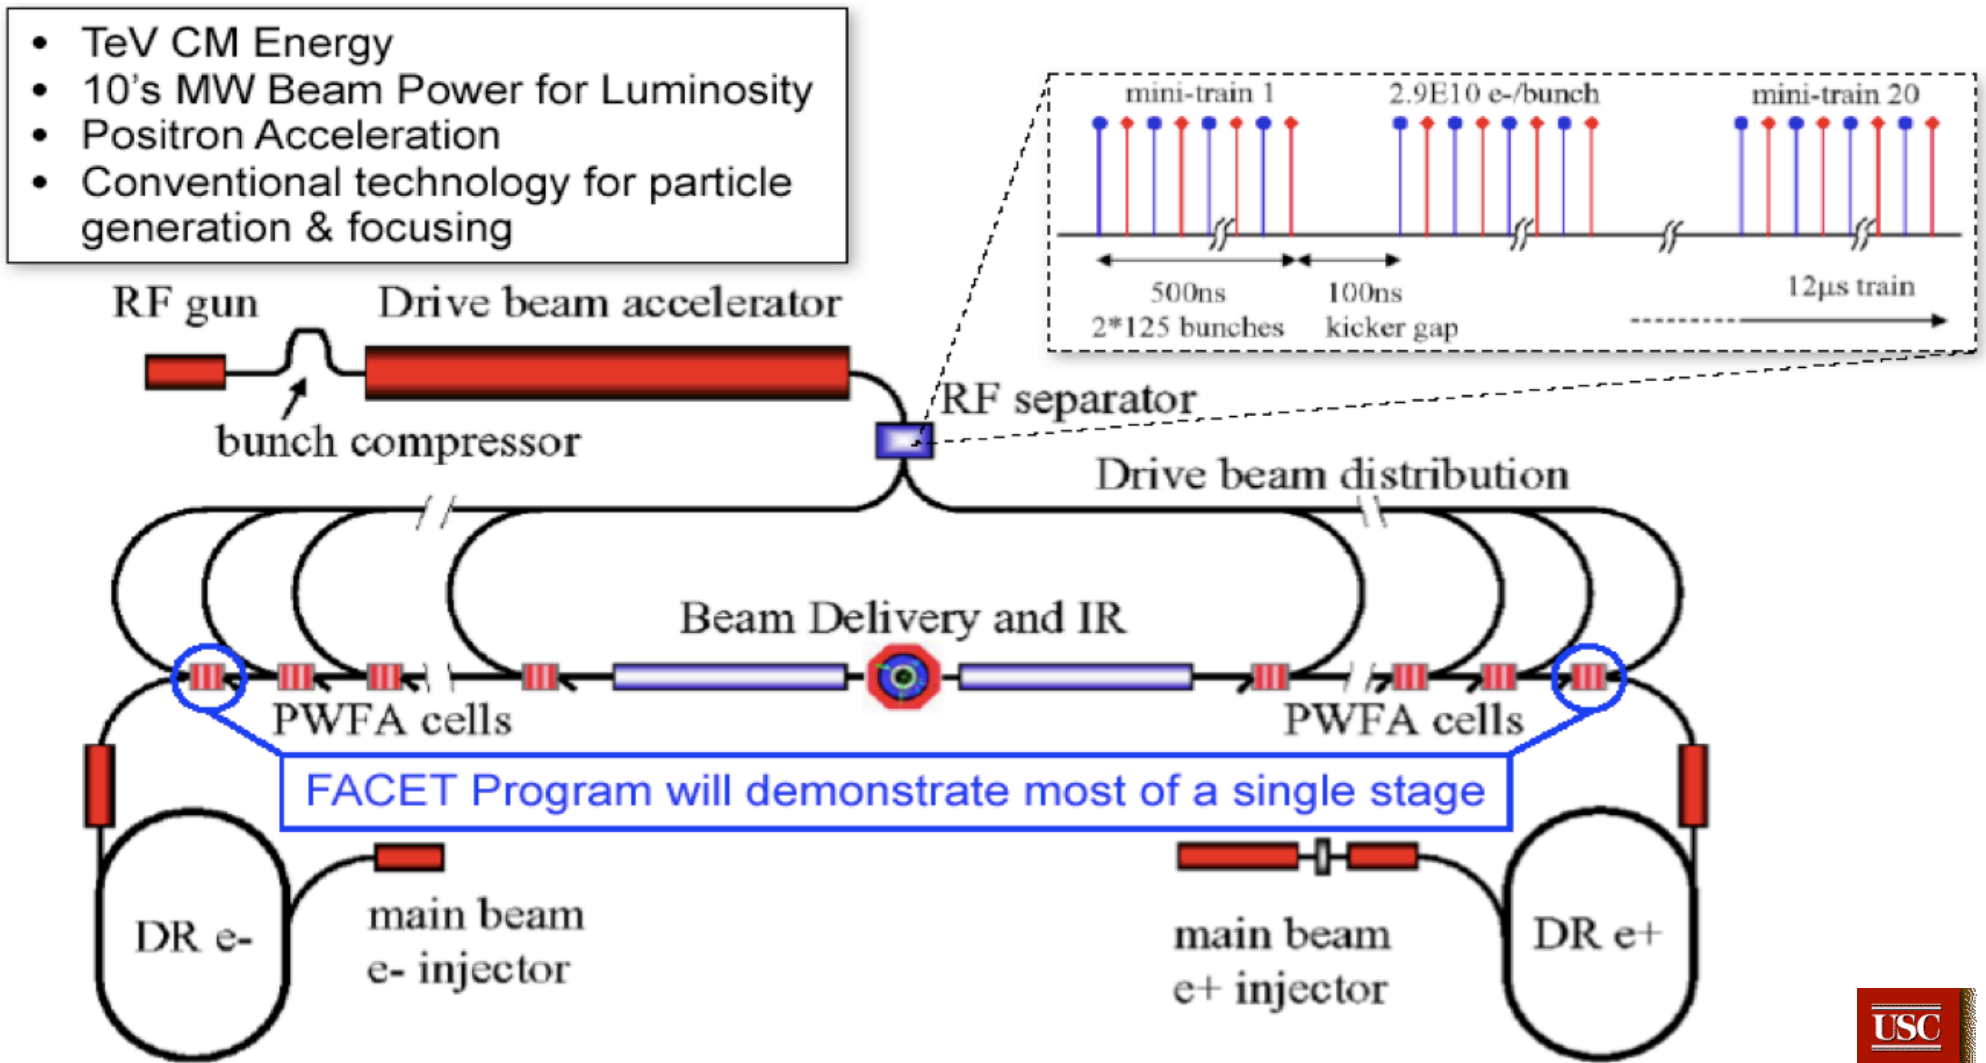 • TeV CM Energy
• 10's MW Beam Power for Luminosity
• Positron Acceleration
• Conventional technology for particle
generation & focusing
mini-train 1
2.9E10 e-/bunch
mini-train 20
500ns
2*125 bunches
100ns
kicker gap
12μs train
RF gun
Drive beam accelerator
bunch compressor
RF separator
Drive beam distribution
Beam Delivery and IR
PWFA cells
PWFA cells
FACET Program will demonstrate most of a single stage
DR e-
main beam
e- injector
main beam
e+ injector
DR e+
USC